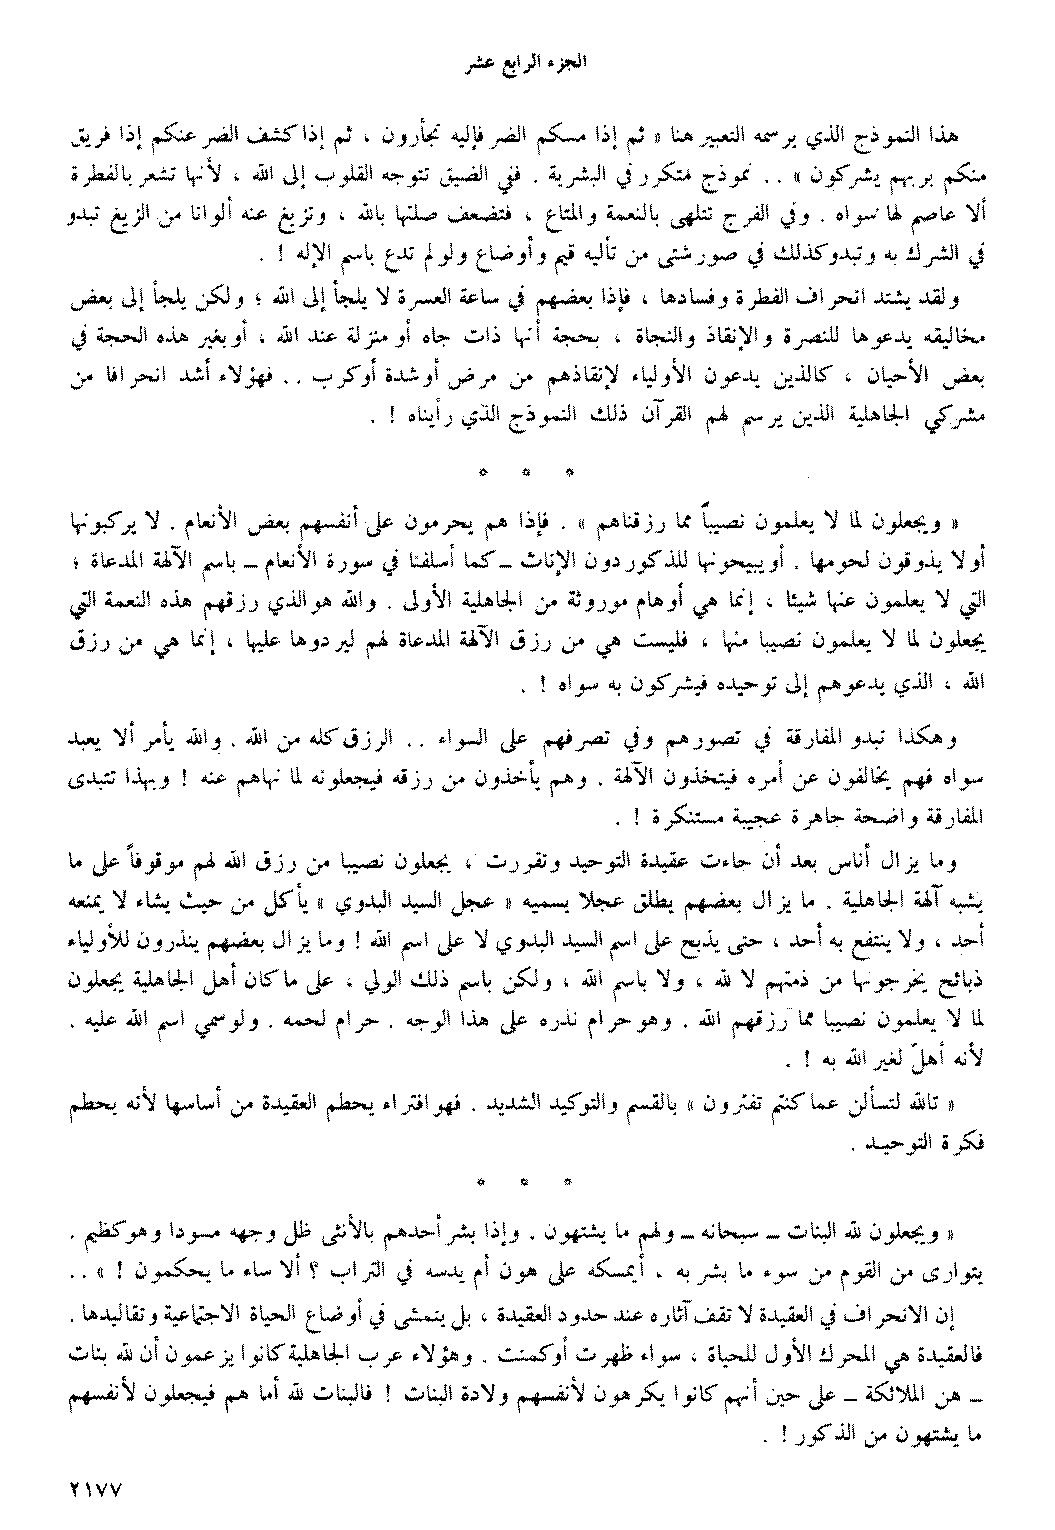 الجزء الرابع عشر
هذا النموذج الذي يرسمه التعبير هنا « ثم إذا مسكم الضر فإليه تجأرون ، ثم إذا كشف الضر عنكم إذا فريق
منكم بربهم يشركون » .. نموذج متكرر في البشرية . ففي الضيق تتوجه القلوب إلى الله ، لأنها تشعر بالفطرة
ألا عاصم لها سواه . وفي الفرج تتلهى بالنعمة والمتاع ، فتضعف صلتها بالله ، وتزيغ عنه ألوانا من الزيغ تبدو
في الشرك به وتبدو كذلك في صور شتى من تأليه قيم وأوضاع ولو لم تدع باسم الإله ! .
ولقد يشتد انحراف الفطرة وفسادها ، فإذا بعضهم في ساعة العسرة لا يلجأ إلى الله ؛ ولكن يلجأ إلى بعض
مخاليقه يدعوها للنصرة والإنقاذ والنجاة ، بحجة أنها ذات جاه أو منزلة عند الله ، أو بغير هذه الحجة في
بعض الأحيان ، كالذين يدعون الأولياء لإنقاذهم من مرض أو شدة أو كرب .. فهؤلاء أشد انحرافا من
مشركي الجاهلية الذين يرسم لهم القرآن ذلك النموذج الذي رأيناه ! .
* * *
« ويجعلون لما لا يعلمون نصيباً مما رزقناهم » . فإذا هم يحرمون على أنفسهم بعض الأنعام . لا يركبونها
أو لا يذوقون لحومها . أو يبيحونها للذكور دون الإناث – كما أسلفنا في سورة الأنعام – باسم الآلهة المدعاة ؛
التي لا يعلمون عنها شيئا ، إنما هي أوهام موروثة من الجاهلية الأولى . والله هو الذي رزقهم هذه النعمة التي
يجعلون لما لا يعلمون نصيبا منها ، فليست هي من رزق الآلهة المدعاة لهم ليردوها عليها ، إنما هي من رزق
الله ، الذي يدعوهم إلى توحيده فيشركون به سواه ! .
وهكذا تبدو المفارقة في تصورهم وفي تصرفهم على السواء .. الرزق كله من الله . والله يأمر ألا يعبد
سواه فهم يخالفون عن أمره فيتخذون الآلهة . وهم يأخذون من رزقه فيجعلونه لما نهاهم عنه ! وبهذا تتبدى
المفارقة واضحة جاهرة عجيبة مستنكرة ! .
وما يزال أناس بعد أن جاءت عقيدة التوحيد وتقررت ، يجعلون نصيبا من رزق الله لهم موقوفاً على ما
يشبه آلهة الجاهلية . ما يزال بعضهم يطلق عجلا يسميه « عجل السيد البدوي » يأكل من حيث يشاء لا يمنعه
أحد ، ولا ينتفع به أحد ، حتى يذبح على اسم السيد البدوي لا على اسم الله ! وما يزال بعضهم ينذرون للأولياء
ذبائح يخرجونها من ذمتهم لا لله ، ولا باسم الله ، ولكن باسم ذلك الولي ، على ما كان أهل الجاهلية يجعلون
لما لا يعلمون نصيبا مما رزقهم الله . وهو حرام نذره على هذا الوجه . حرام لحمه . ولو سمي اسم الله عليه .
لأنه أهلّ لغير الله به ! .
« تالله لتسألن عما كنتم تفترون » بالقسم والتوكيد الشديد . فهو افتراء يحطم العقيدة من أساسها لأنه يحطم
فكرة التوحيد .
* * *
« ويجعلون لله البنات – سبحانه – ولهم ما يشتهون . وإذا بشر أحدهم بالأنثى ظل وجهه مسودا وهو كظيم .
يتوارى من القوم من سوء ما بشر به ، أيمسكه على هون أم يدسه في التراب ؟ ألا ساء ما يحكمون ! » ..
إن الانحراف في العقيدة لا تقف آثاره عند حدود العقيدة ، بل يتمشى في أوضاع الحياة الاجتماعية وتقاليدها .
فالعقيدة هي المحرك الأول للحياة ، سواء ظهرت أو كمنت . وهؤلاء عرب الجاهلية كانوا يزعمون أن لله بنات
– هن الملائكة – على حين أنهم كانوا يكرهون لأنفسهم ولادة البنات ! فالبنات لله أما هم فيجعلون لأنفسهم
ما يشتهون من الذكور ! .
٢١٧٧